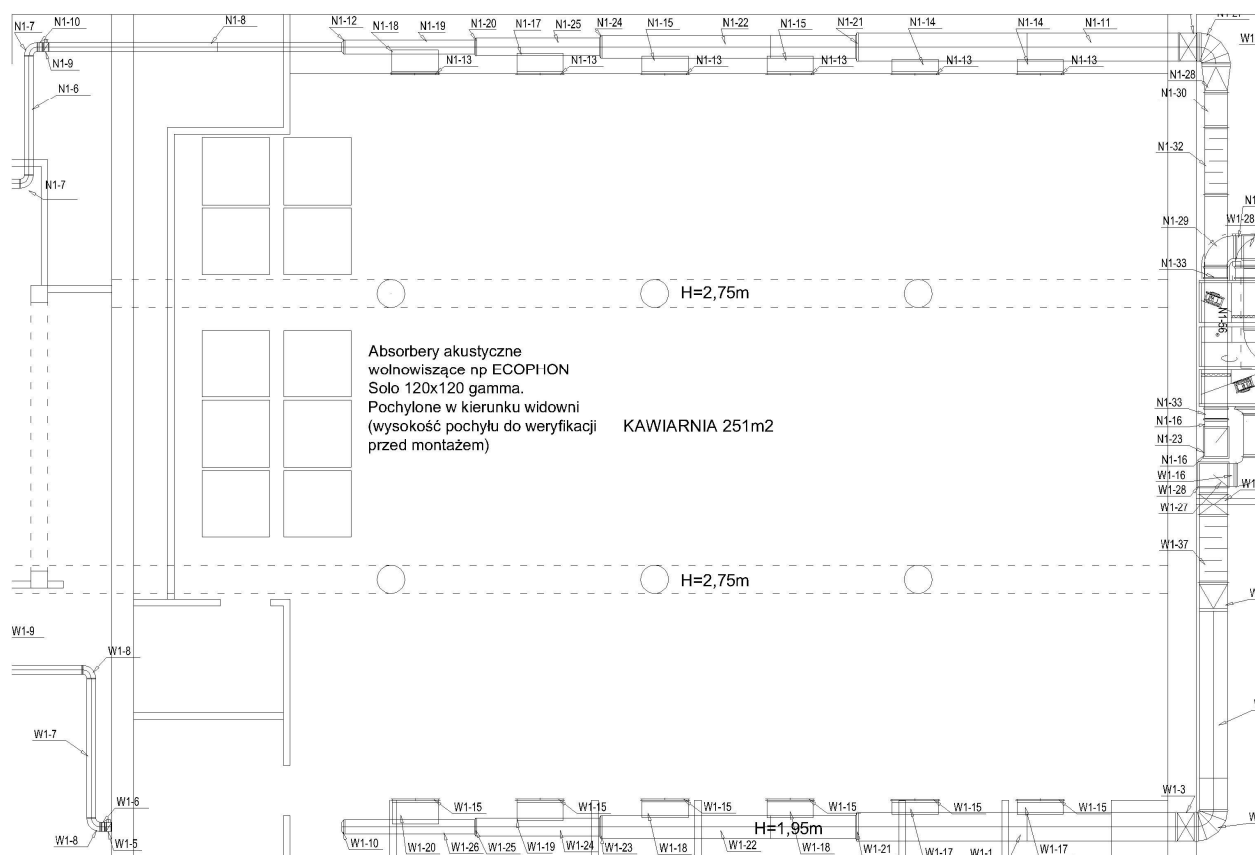 N1-7
N1-10
N1-8
N1-12
N1-18
N1-19
N1-20
N1-17
N1-25
N1-24
N1-15
N1-22
N1-15
N1-21
N1-14
N1-14
N1-11
N1-9
N1-13
N1-13
N1-13
N1-13
N1-13
N1-13
N1-28
N1-6
N1-30
N1-32
N1-7
N1-29
W1-28
N1-33
H=2,75m
N1-56
Absorbery akustyczne
wolnowiszące np ECOPHON
Solo 120x120 gamma.
Pochylone w kierunku widowni
(wysokość pochyłu do weryfikacji
przed montażem)
KAWIARNIA 251m2
N1-33
N1-16
N1-23
N1-16
W1-16
W1-28
W1-27
W1-37
H=2,75m
W1-9
W1-8
W1-7
W1-6
W1-8
W1-5
W1-15
W1-15
W1-15
W1-15
W1-15
W1-15
W1-3
H=1,95m
W1-10
W1-20
W1-26
W1-25
W1-19
W1-24
W1-23
W1-18
W1-22
W1-18
W1-21
W1-17
W1-1
W1-17